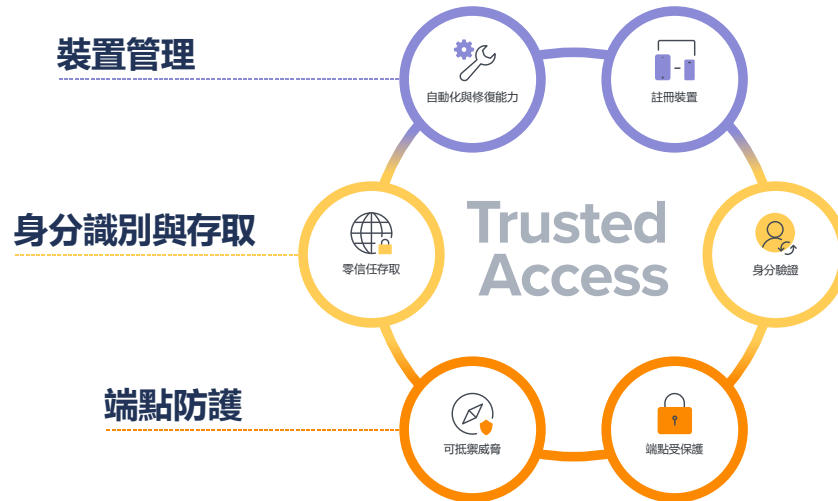 裝置管理
自動化與修復能力
註冊裝置
身分識別與存取
零信任存取
Trusted
Access
身分驗證
端點防護
可抵禦威脅
端點受保護